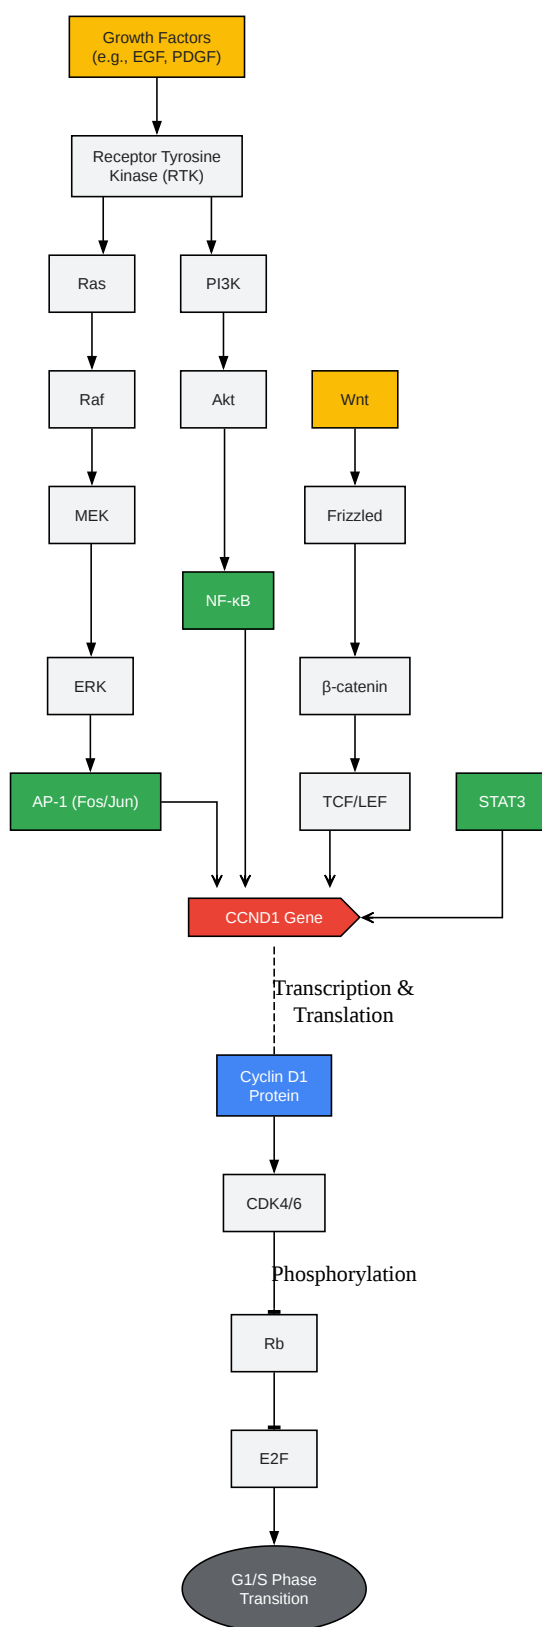 Growth Factors
(e.g., EGF, PDGF)
Receptor Tyrosine
Kinase (RTK)
Ras
PI3K
Raf
Akt
Wnt
MEK
Frizzled
NF-κB
ERK
β-catenin
AP-1 (Fos/Jun)
TCF/LEF
STAT3
CCND1 Gene
Transcription &
Translation
Cyclin D1
Protein
CDK4/6
Phosphorylation
Rb
E2F
G1/S Phase
Transition